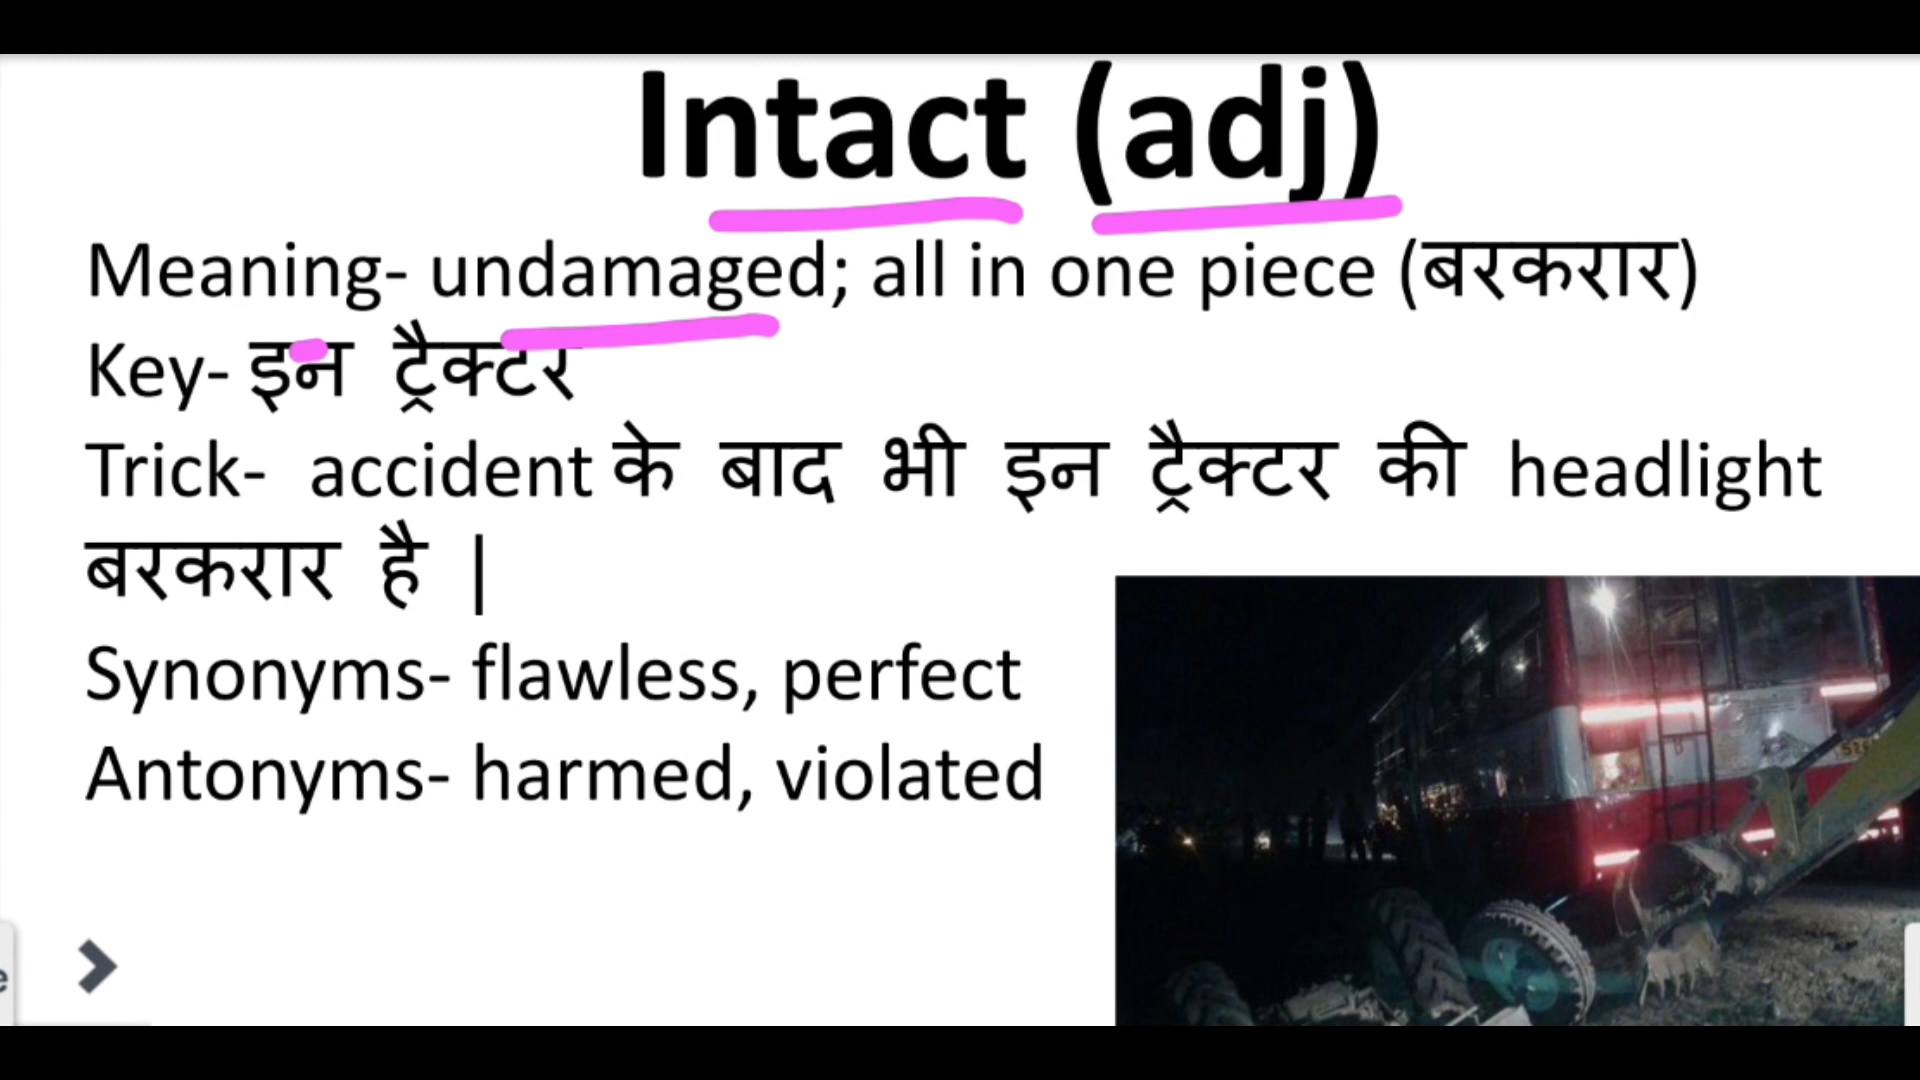 Intact (adj)
Meaning- undamaged; all in one piece (बरकरार)
Key- इन ट्रैक्टर
Trick- accident के बाद भी इन ट्रैक्टर की headlight
बरकरार है |
Synonyms- flawless, perfect
Antonyms- harmed, violated